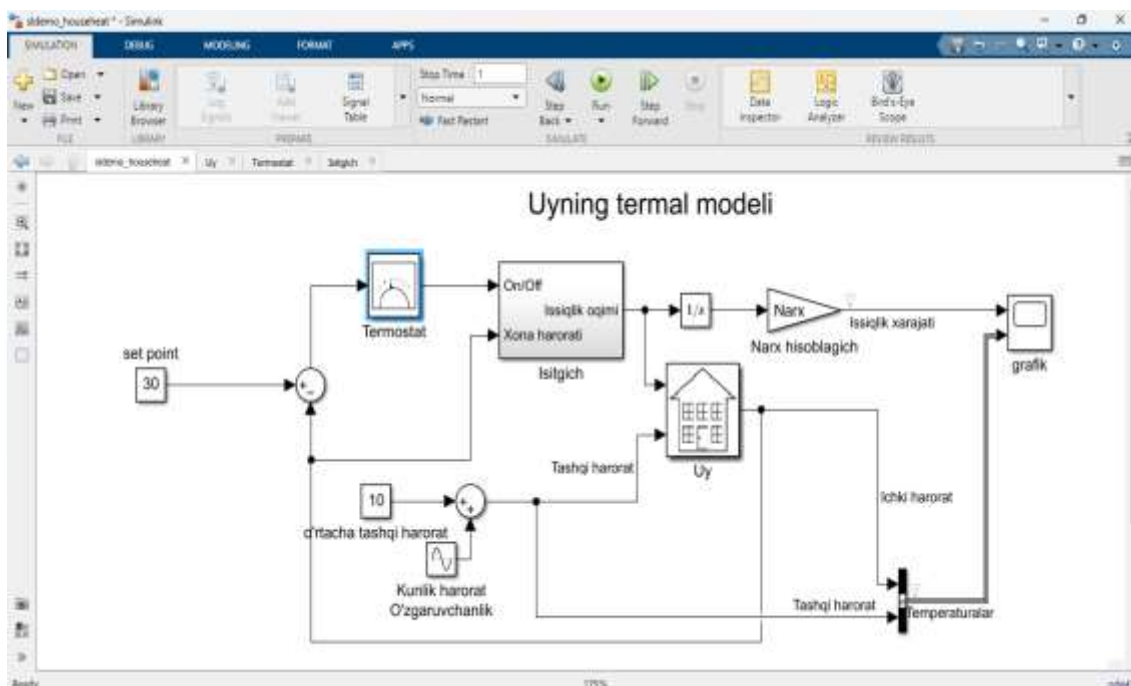 sldemo_househeat * - Simulink
SIMULATION DEBUG MODELING FORMAT APPS
New
Open
Save
Print
FILE
Library
Browser
LIBRARY
Signal
Table
PREPARE
Stop Time 1
Normal
Fast Restart
Step
Back
Run
Step
Forward
Stop
SIMULATE
Data
Inspector
Logic
Analyzer
Bird's-Eye
Scope
REVIEW RESULTS
sldemo_househeat Uy Termostat Isitgich
Uyning termal modeli
Termostat
On/Off
Issiqlik oqimi
Xona harorati
Isitgich
1/s
Narx
Narx hisoblagich
Issiqlik xarajati
grafik
set point
30
Uy
Tashqi harorat
Ichki harorat
10
o'rtacha tashqi harorat
Kunlik harorat
O'zgaruvchanlik
Tashqi harorat
Temperaturalar
Ready
175%